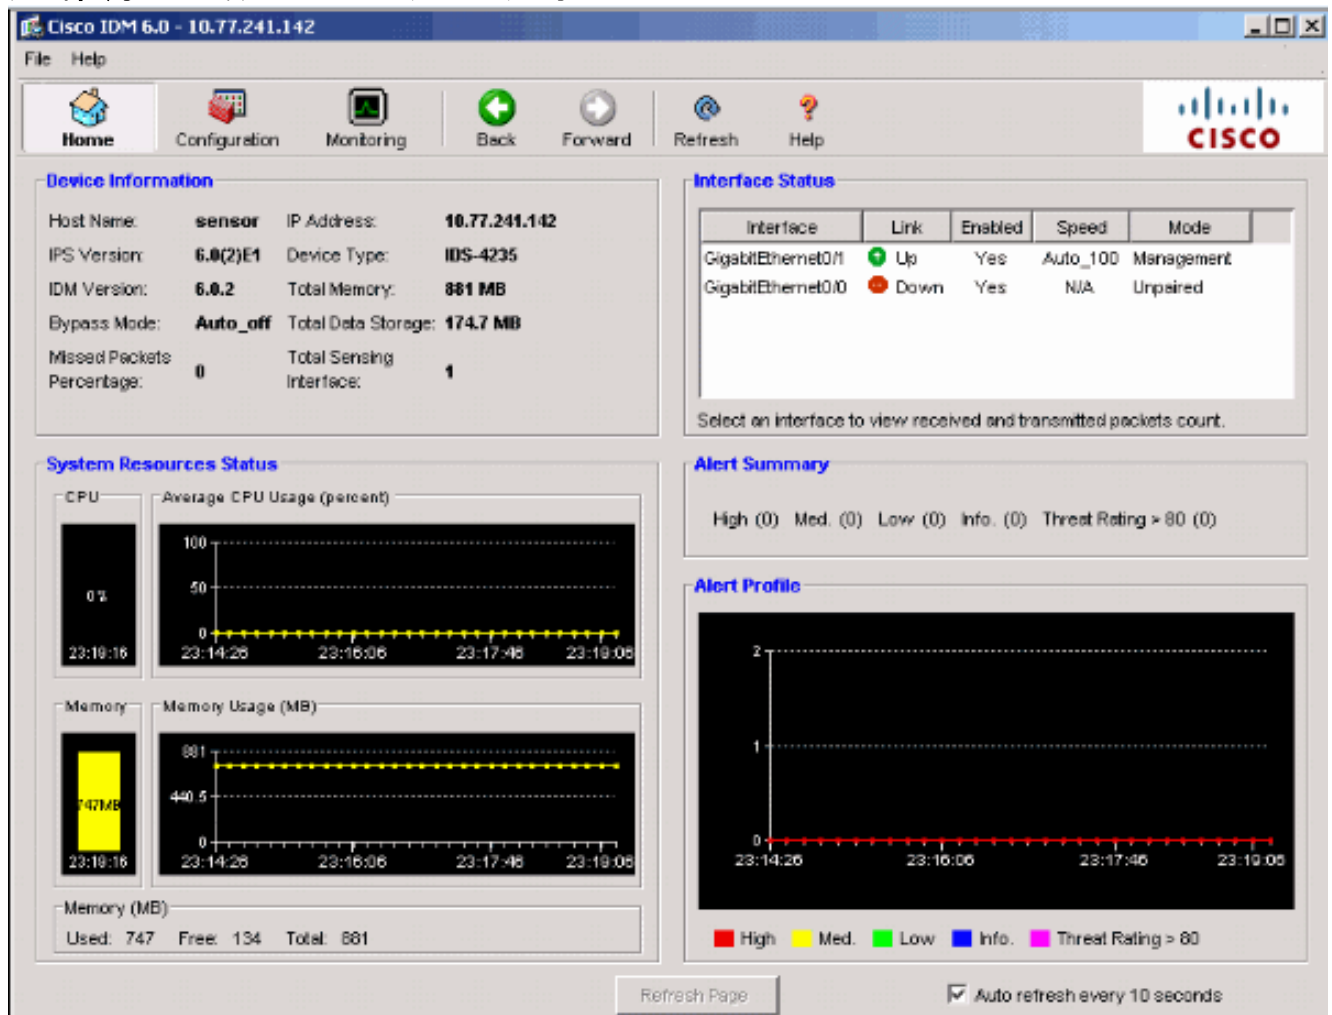 Cisco IDM 6.0 - 10.77.241.142
File Help
Home Configuration Monitoring Back Forward Refresh Help
CISCO
Device Information
Host Name: sensor IP Address: 10.77.241.142
IPS Version: 6.0(2)E1 Device Type: IDS-4235
IDM Version: 6.0.2 Total Memory: 881 MB
Bypass Mode: Auto_off Total Data Storage: 174.7 MB
Missed Packets Percentage: 0 Total Sensing Interface: 1
Interface Status
Interface Link Enabled Speed Mode
GigabitEthernet0/1 Up Yes Auto_100 Management
GigabitEthernet0/0 Down Yes N/A Unpaired
Select an interface to view received and transmitted packets count.
System Resources Status
CPU
0%
23:19:16
Average CPU Usage (percent)
100
50
0
23:14:26 23:16:06 23:17:46 23:19:06
Memory
747MB
23:19:16
Memory Usage (MB)
881
440.5
0
23:14:26 23:16:06 23:17:46 23:19:06
Memory (MB)
Used: 747 Free: 134 Total: 881
Alert Summary
High (0) Med. (0) Low (0) Info. (0) Threat Rating > 80 (0)
Alert Profile
2
1
0
23:14:26 23:16:06 23:17:46 23:19:06
High Med. Low Info. Threat Rating > 80
Refresh Page
Auto refresh every 10 seconds